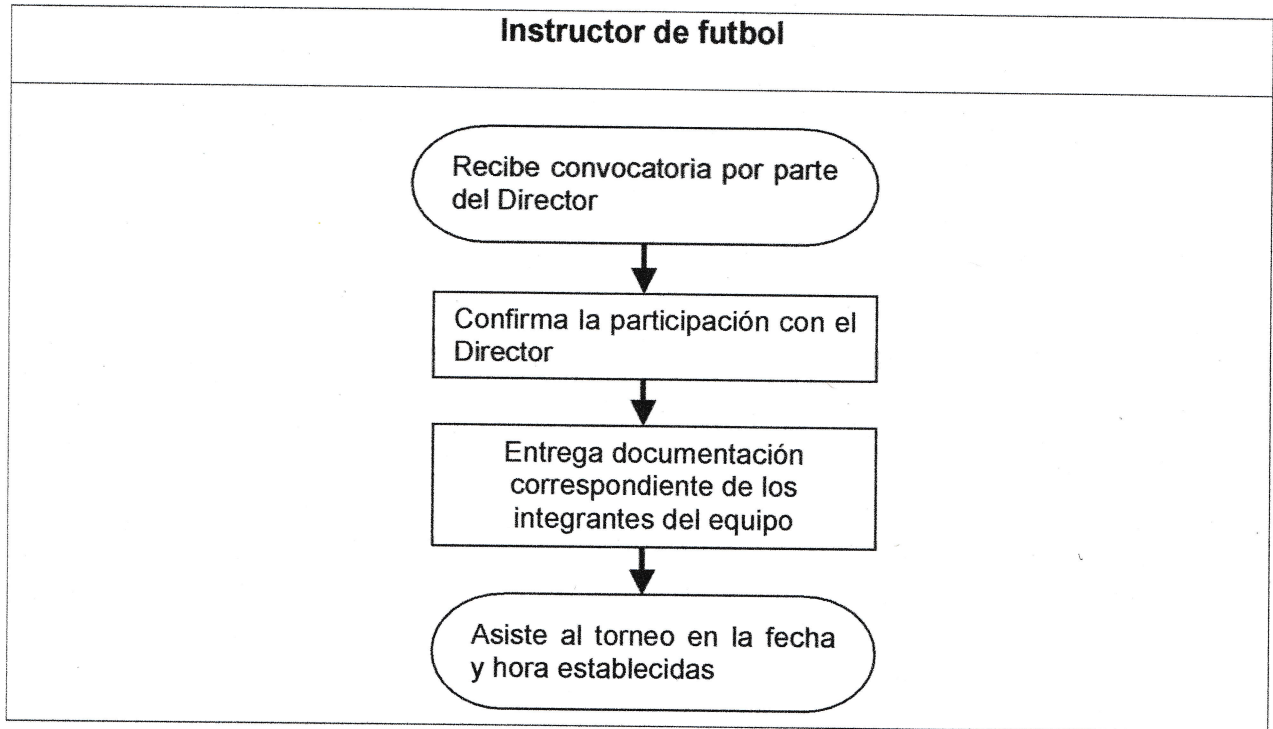 Instructor de futbol
Recibe convocatoria por parte
del Director
Confirma la participación con el
Director
Entrega documentación
correspondiente de los
integrantes del equipo
Asiste al torneo en la fecha
y hora establecidas